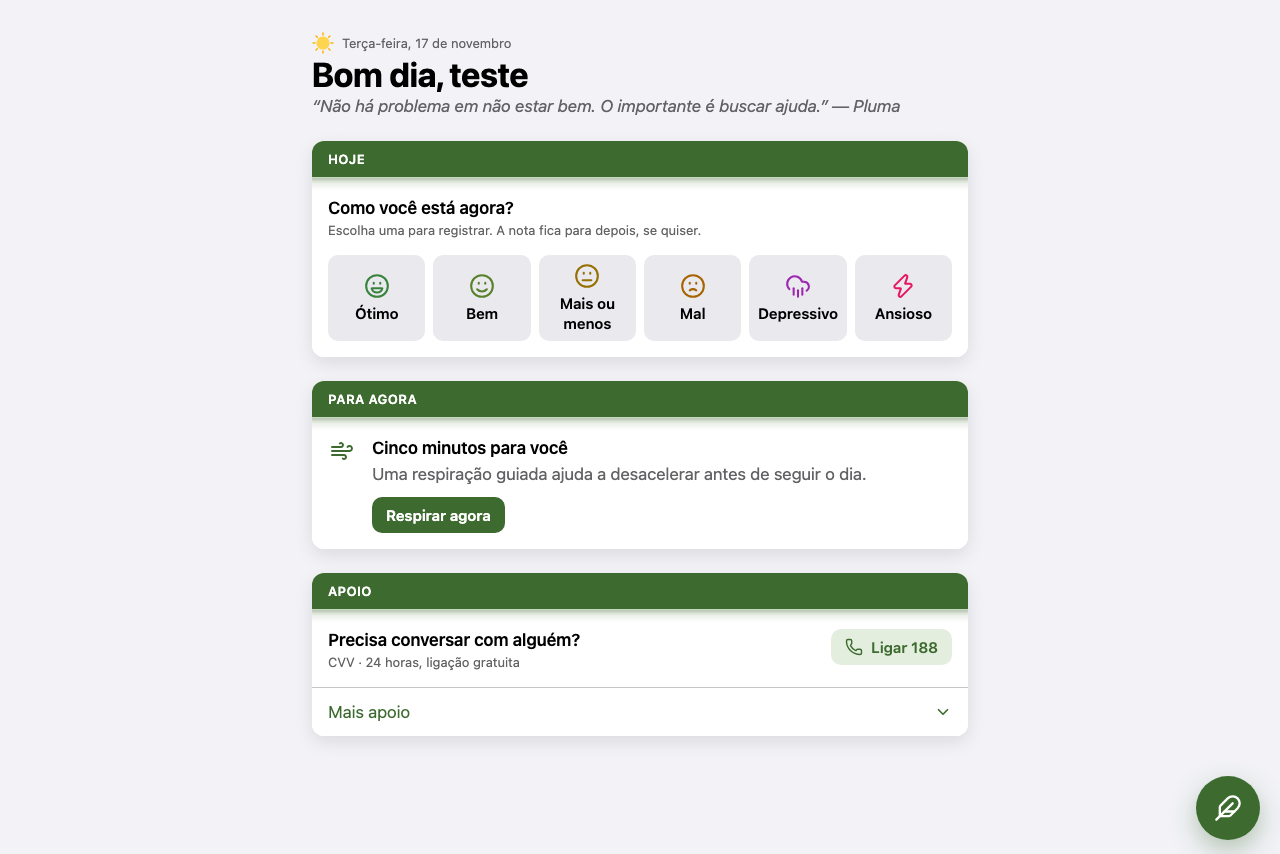 Terça-feira, 17 de novembro
Bom dia, teste
“Não há problema em não estar bem. O importante é buscar ajuda.” — Pluma
HOJE
Como você está agora?
Escolha uma para registrar. A nota fica para depois, se quiser.
Ótimo
Bem
Mais ou
menos
Mal
Depressivo
Ansioso
PARA AGORA
Cinco minutos para você
Uma respiração guiada ajuda a desacelerar antes de seguir o dia.
Respirar agora
APOIO
Precisa conversar com alguém?
CVV · 24 horas, ligação gratuita
Ligar 188
Mais apoio